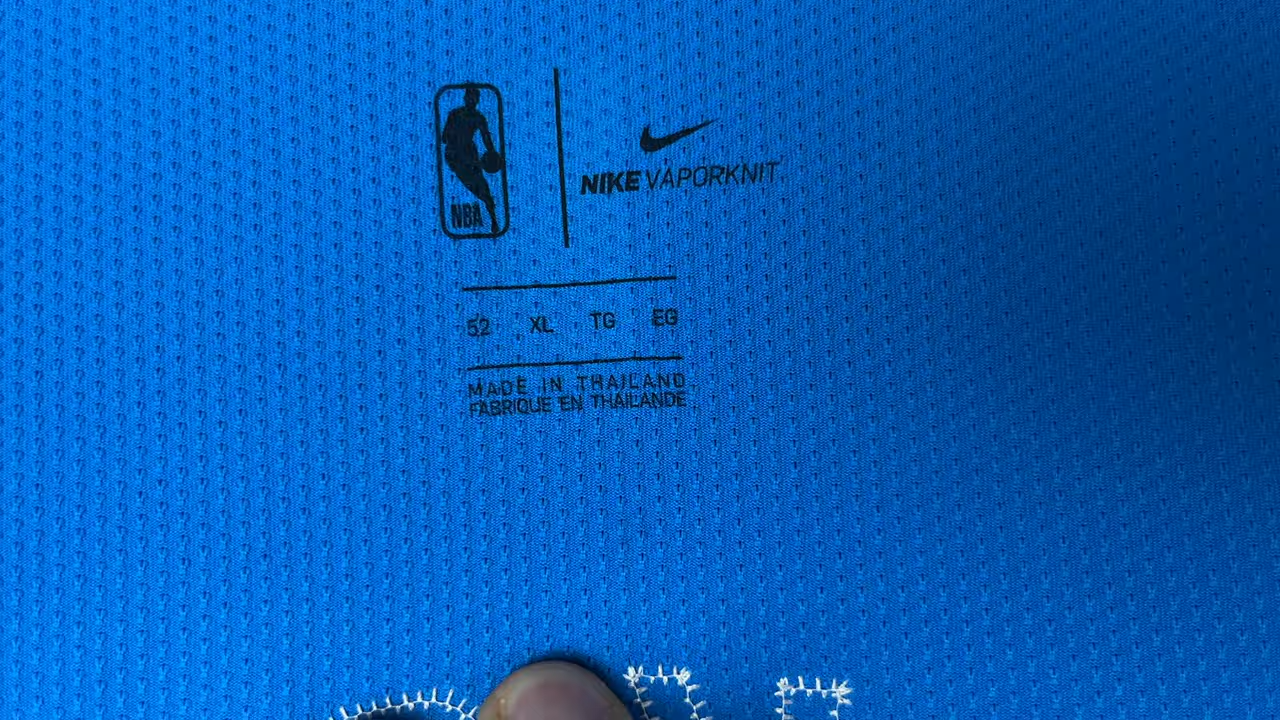 NBA
NIKE VAPORKNIT
52 XL TG EG
MADE IN THAILAND
FABRIQUE EN THAILANDE